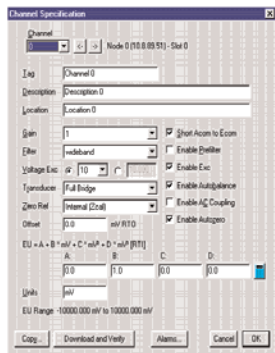 Channel Specification
Channel
0
<- -> Node 0 (10.8.89.51) - Slot 0
Tag Channel 0
Description Description 0
Location Location 0
Gain 1
Filter wideband
Voltage Exc 10
Transducer Full Bridge
Zero Ref Internal (Zcal)
Offset 0.0 mV RTO
Short Acom to Ecom
Enable Prefilter
Enable Exc
Enable Autobalance
Enable AC Coupling
Enable Autozero
EU = A + B * mV + C * mV² + D * mV³ [RTI]
A: B: C: D:
0.0 1.0 0.0 0.0
Units mV
EU Range -10000.000 mV to 10000.000 mV
Copy... Download and Verify Alarms... Cancel OK